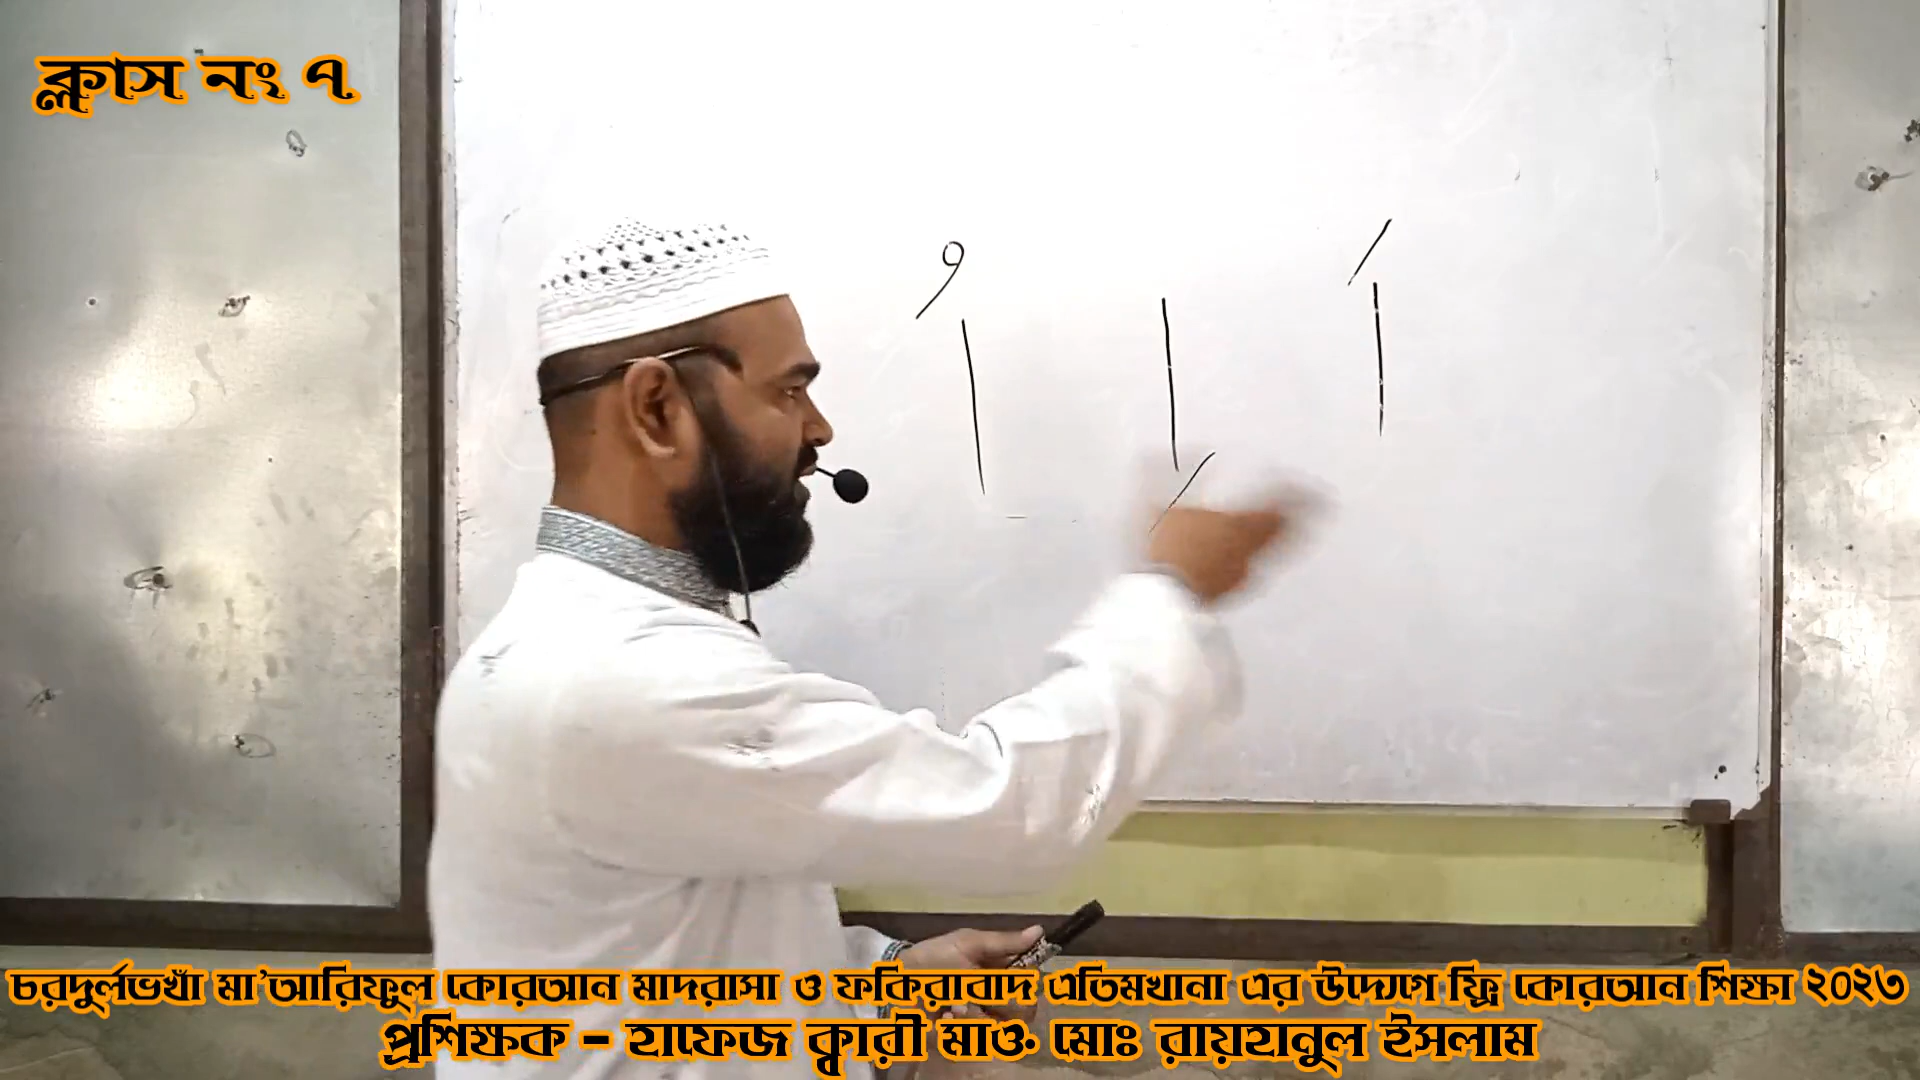 ক্লাস নং ৭
اَ اِ اُ
চরদুর্লভখাঁ মা'আরিফুল কোরআন মাদরাসা ও ফকিরাবাদ এতিমখানা এর উদ্যেগে ফ্রি কোরআন শিক্ষা ২০২৩
প্রশিক্ষক - হাফেজ ক্বারী মাওঃ মোঃ রায়হানুল ইসলাম